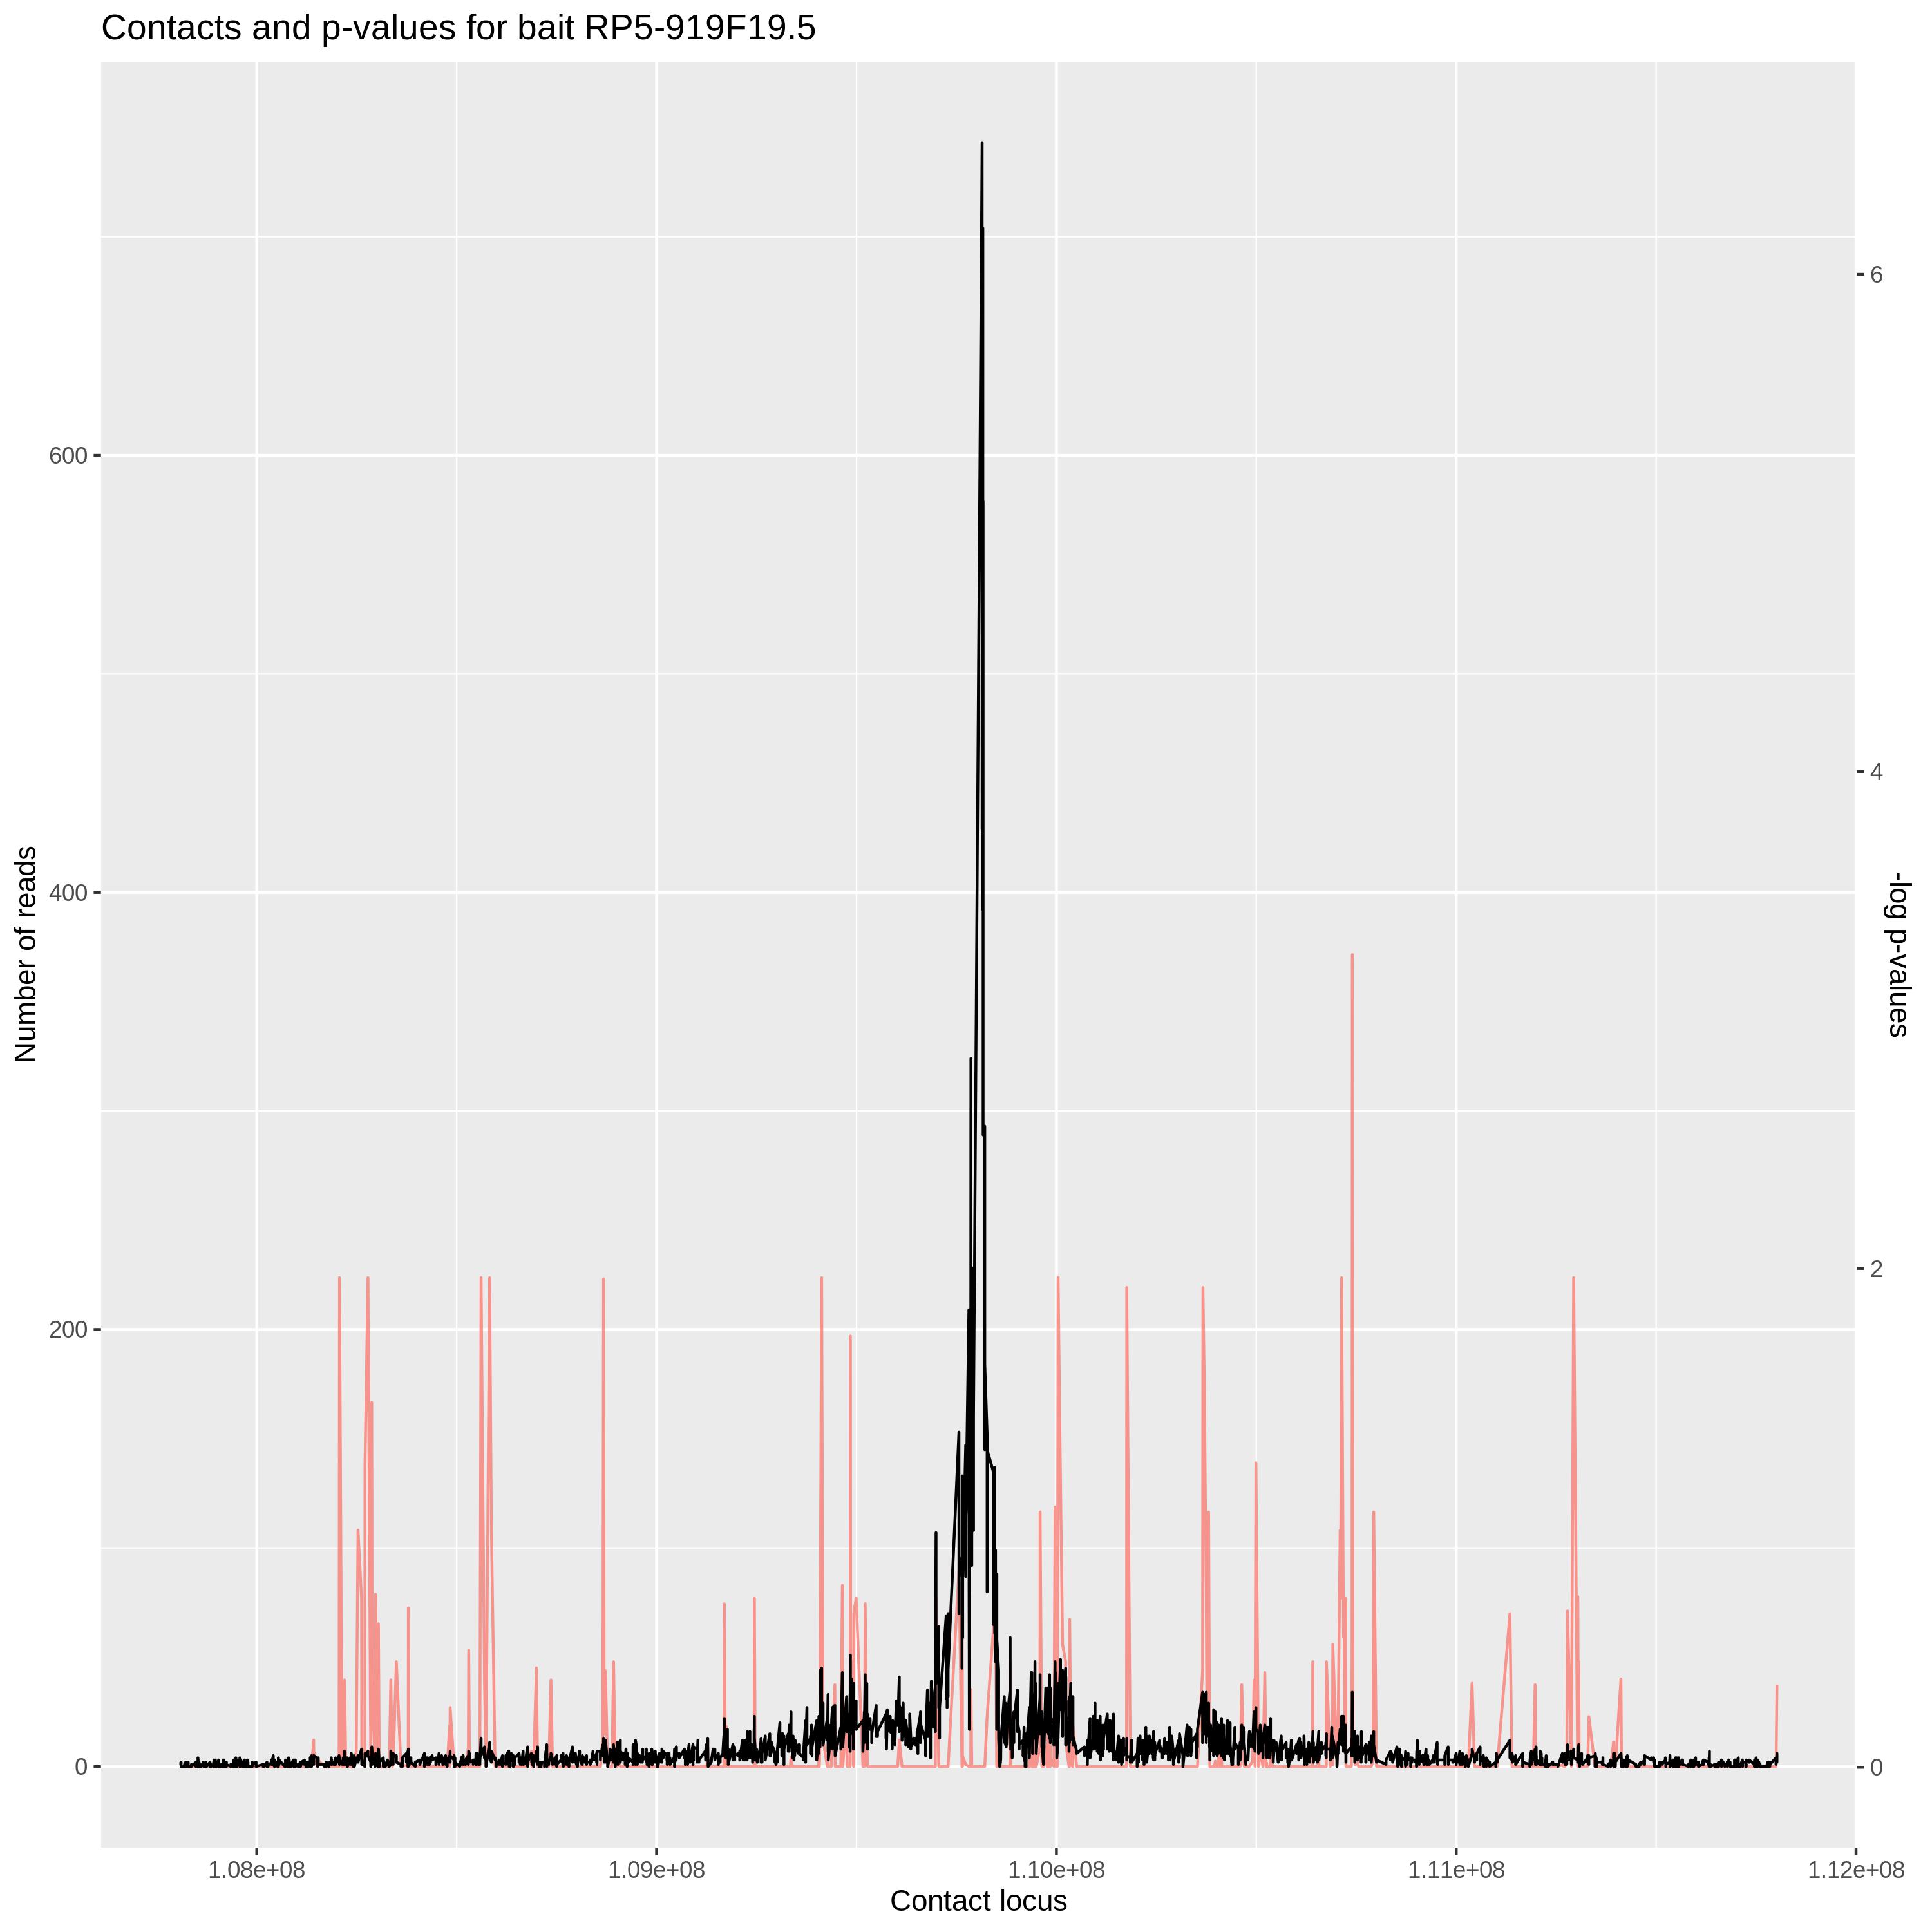 Contacts and p-values for bait RP5-919F19.5
Number of reads
600
400
200
0
6
4
2
0
-log p-values
1.08e+08
1.09e+08
1.10e+08
1.11e+08
1.12e+08
Contact locus